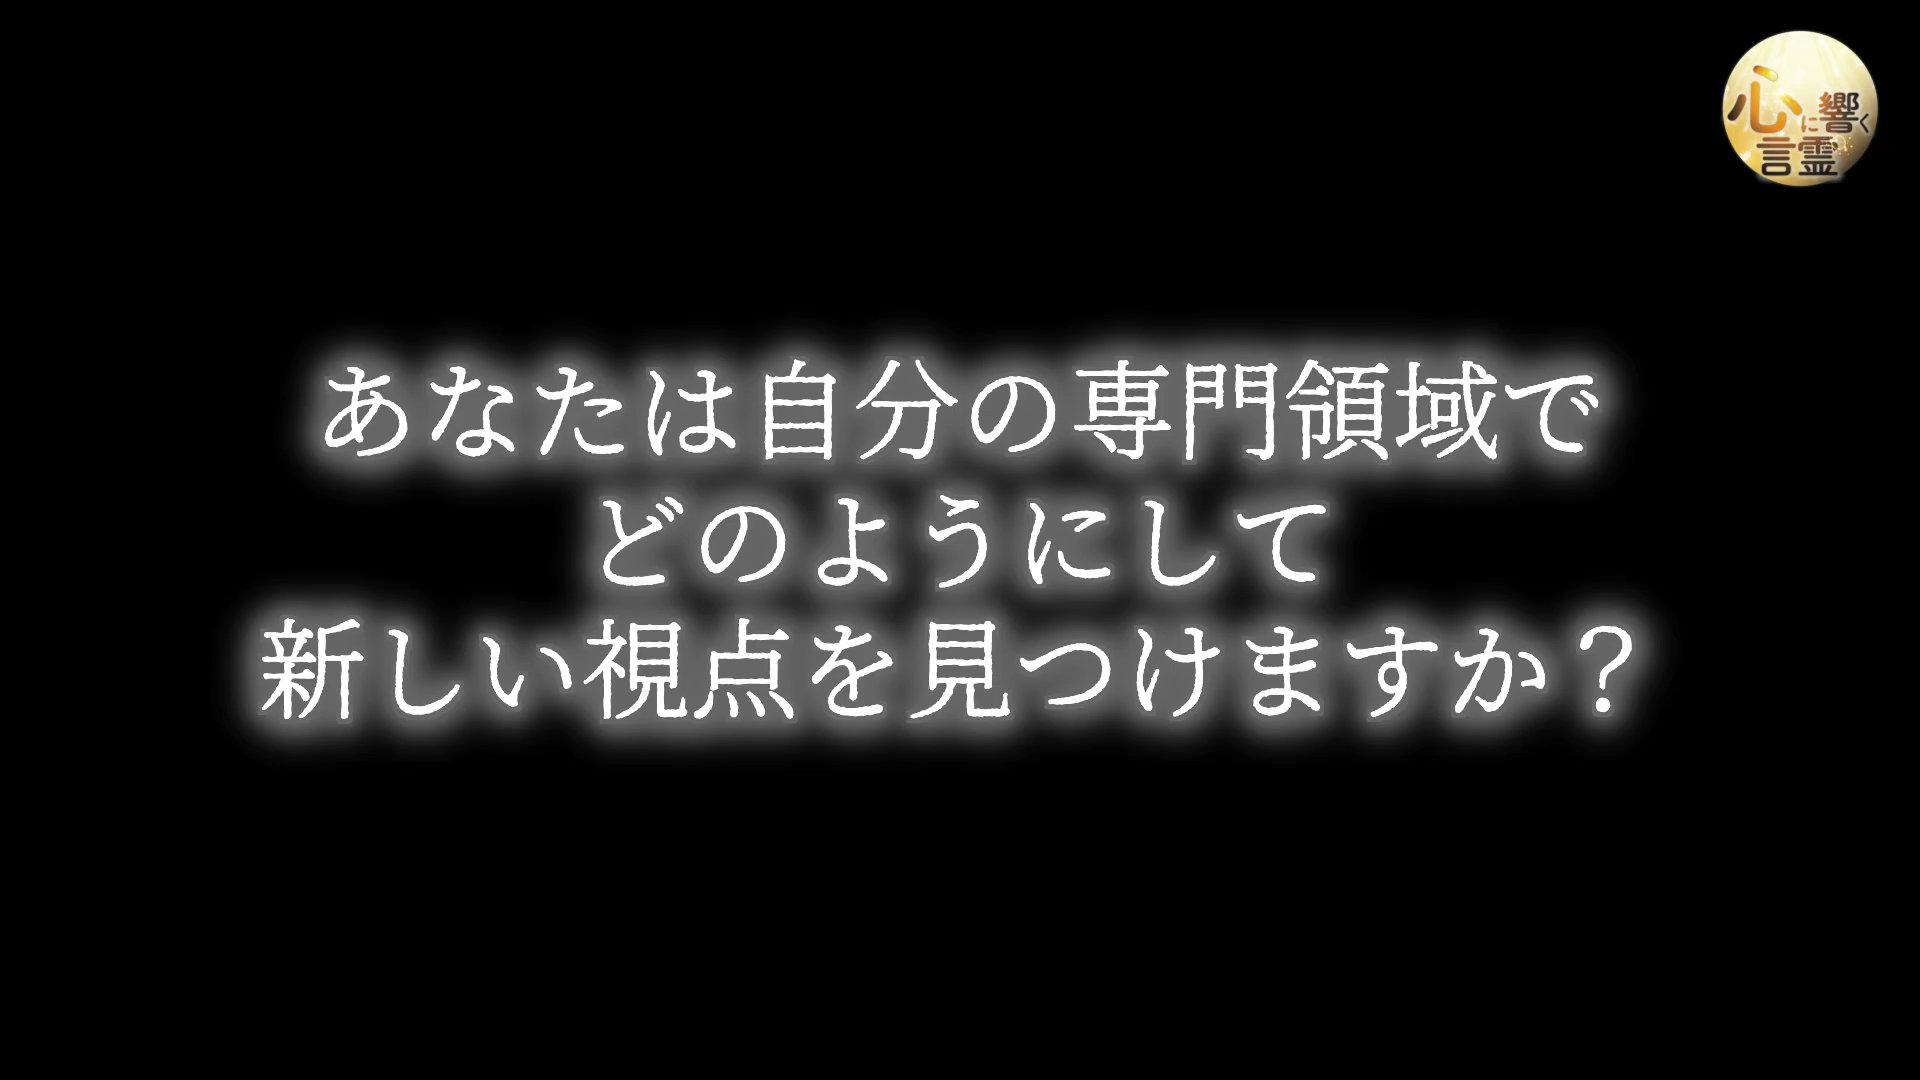 心に響く
言霊
あなたは自分の専門領域で
どのようにして
新しい視点を見つけますか？